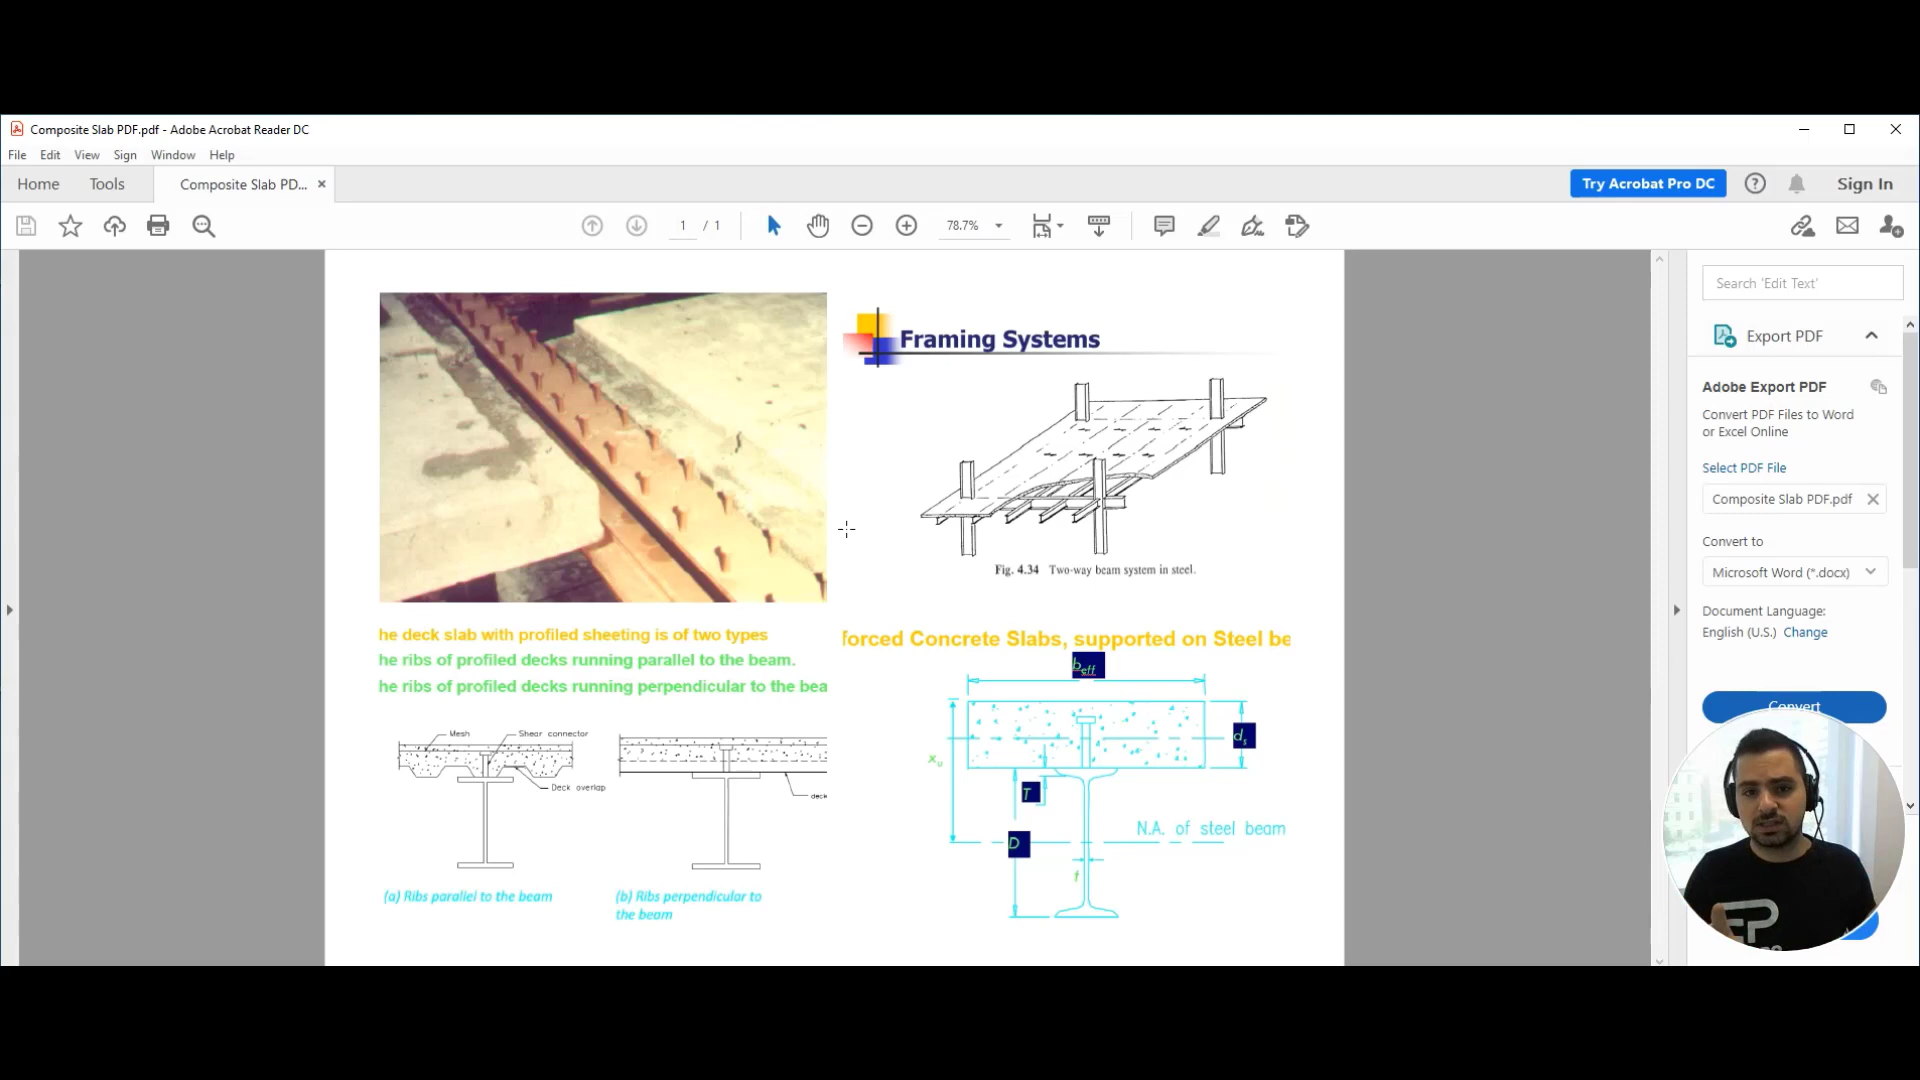 Composite Slab PDF.pdf - Adobe Acrobat Reader DC
File Edit View Sign Window Help
Home Tools Composite Slab PD... ×
Try Acrobat Pro DC
Sign In
1 / 1
78.7%
Framing Systems
Fig. 4.34 Two-way beam system in steel.
he deck slab with profiled sheeting is of two types
he ribs of profiled decks running parallel to the beam.
he ribs of profiled decks running perpendicular to the bea
Mesh
Shear connector
Deck overlap
deck
(a) Ribs parallel to the beam
(b) Ribs perpendicular to
the beam
forced Concrete Slabs, supported on Steel be
beff
ds
xu
T
D
N.A. of steel beam
t
Search 'Edit Text'
Export PDF
Adobe Export PDF
Convert PDF Files to Word
or Excel Online
Select PDF File
Composite Slab PDF.pdf
Convert to
Microsoft Word (*.docx)
Document Language:
English (U.S.) Change
Convert
EP